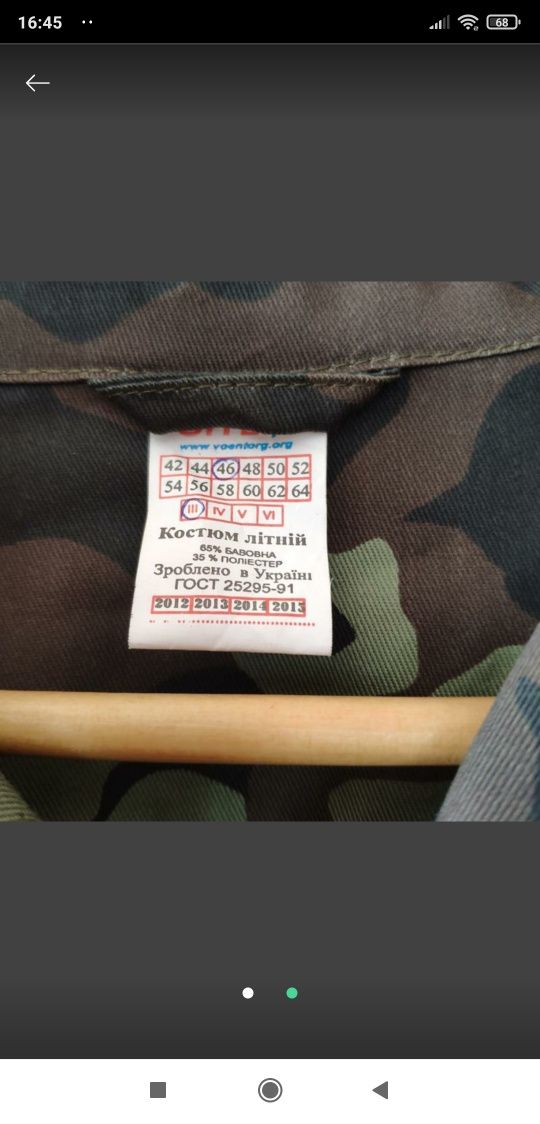 16:45
68
www.voentorg.org
42 44 46 48 50 52
54 56 58 60 62 64
III IV V VI
Костюм літній
65% БАВОВНА
35 % ПОЛІЕСТЕР
Зроблено в Україні
ГОСТ 25295-91
2012 2013 2014 2015